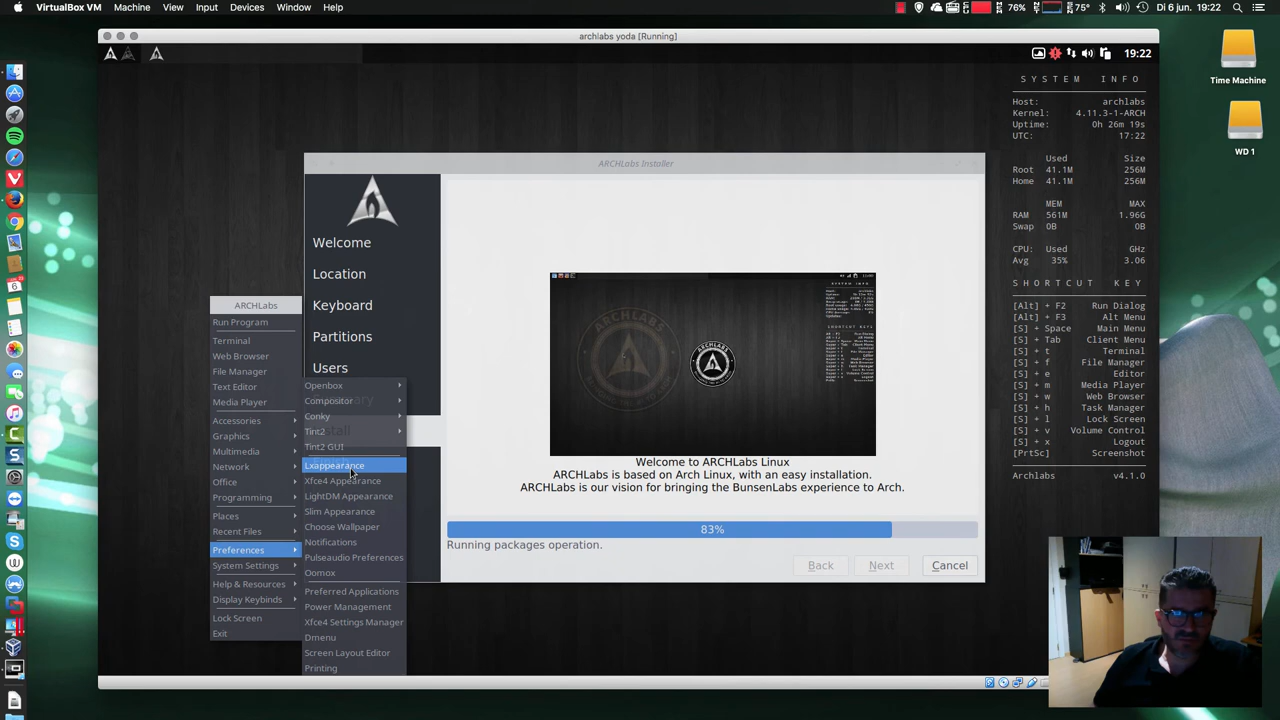 VirtualBox VM Machine View Input Devices Window Help
76% 75° Di 6 jun. 19:22
archlabs yoda [Running]
19:22
Time Machine
WD 1
S Y S T E M I N F O
Host: archlabs
Kernel: 4.11.3-1-ARCH
Uptime: 0h 26m 19s
UTC: 17:22
Used Size
Root 41.1M 256M
Home 41.1M 256M
MEM MAX
RAM 561M 1.96G
Swap 0B 0B
CPU: Used GHz
Avg 35% 3.06
S H O R T C U T K E Y
[Alt] + F2 Run Dialog
[Alt] + F3 Alt Menu
[S] + Space Main Menu
[S] + Tab Client Menu
[S] + t Terminal
[S] + f File Manager
[S] + e Editor
[S] + m Media Player
[S] + w Web Browser
[S] + h Task Manager
[S] + l Lock Screen
[S] + v Volume Control
[S] + x Logout
[PrtSc] Screenshot
Archlabs v4.1.0
ARCHLabs Installer
Welcome
Location
Keyboard
Partitions
Users
Welcome to ARCHLabs Linux
ARCHLabs is based on Arch Linux, with an easy installation.
ARCHLabs is our vision for bringing the BunsenLabs experience to Arch.
83%
Running packages operation.
Back Next Cancel
ARCHLabs
Run Program
Terminal
Web Browser
File Manager
Text Editor
Media Player
Accessories
Graphics
Multimedia
Network
Office
Programming
Places
Recent Files
Preferences
System Settings
Help & Resources
Display Keybinds
Lock Screen
Exit
Openbox
Compositor
Conky
Tint2
Tint2 GUI
Lxappearance
Xfce4 Appearance
LightDM Appearance
Slim Appearance
Choose Wallpaper
Notifications
Pulseaudio Preferences
Oomox
Preferred Applications
Power Management
Xfce4 Settings Manager
Dmenu
Screen Layout Editor
Printing